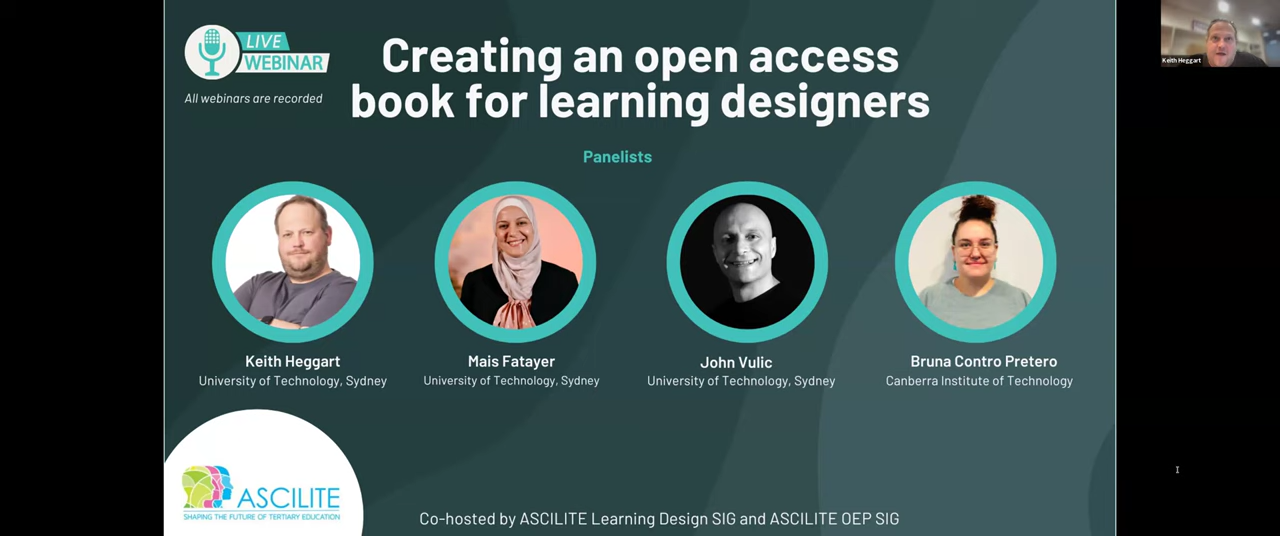 LIVE
WEBINAR
All webinars are recorded
Creating an open access
book for learning designers
Panelists
Keith Heggart
University of Technology, Sydney
Mais Fatayer
University of Technology, Sydney
John Vulic
University of Technology, Sydney
Bruna Contro Pretero
Canberra Institute of Technology
ASCILITE
SHAPING THE FUTURE OF TERTIARY EDUCATION
Co-hosted by ASCILITE Learning Design SIG and ASCILITE OEP SIG
Keith Heggart